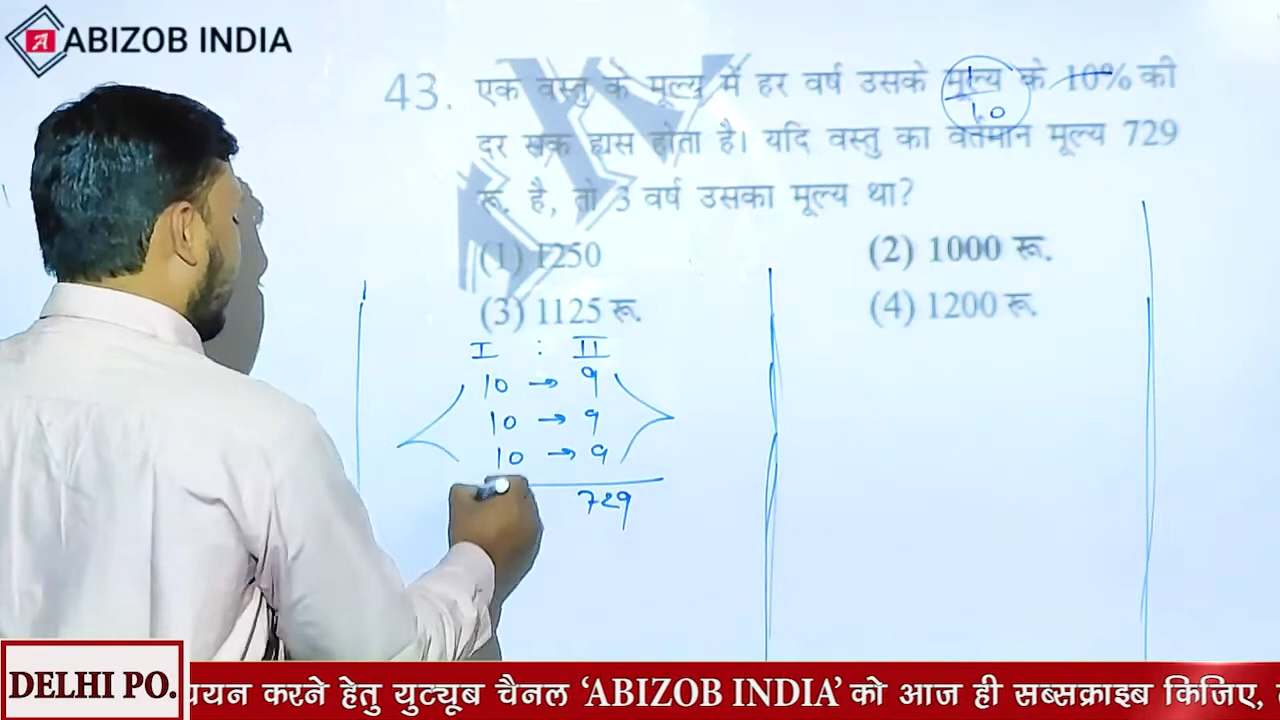 ABIZOB INDIA
43. एक वस्तु के मूल्य में हर वर्ष उसके मूल्य के 10% की
1
10
दर ह्रास होता है। यदि वस्तु का वर्तमान मूल्य 729
रू. है, तो 3 वर्ष उसका मूल्य था?
(1) 1250
(2) 1000 रू.
(3) 1125 रू.
(4) 1200 रू.
I : II
10 → 9
10 → 9
10 → 9
729
DELHI PO.
ययन करने हेतु युट्यूब चैनल ‘ABIZOB INDIA’ को आज ही सब्सक्राइब किजिए,